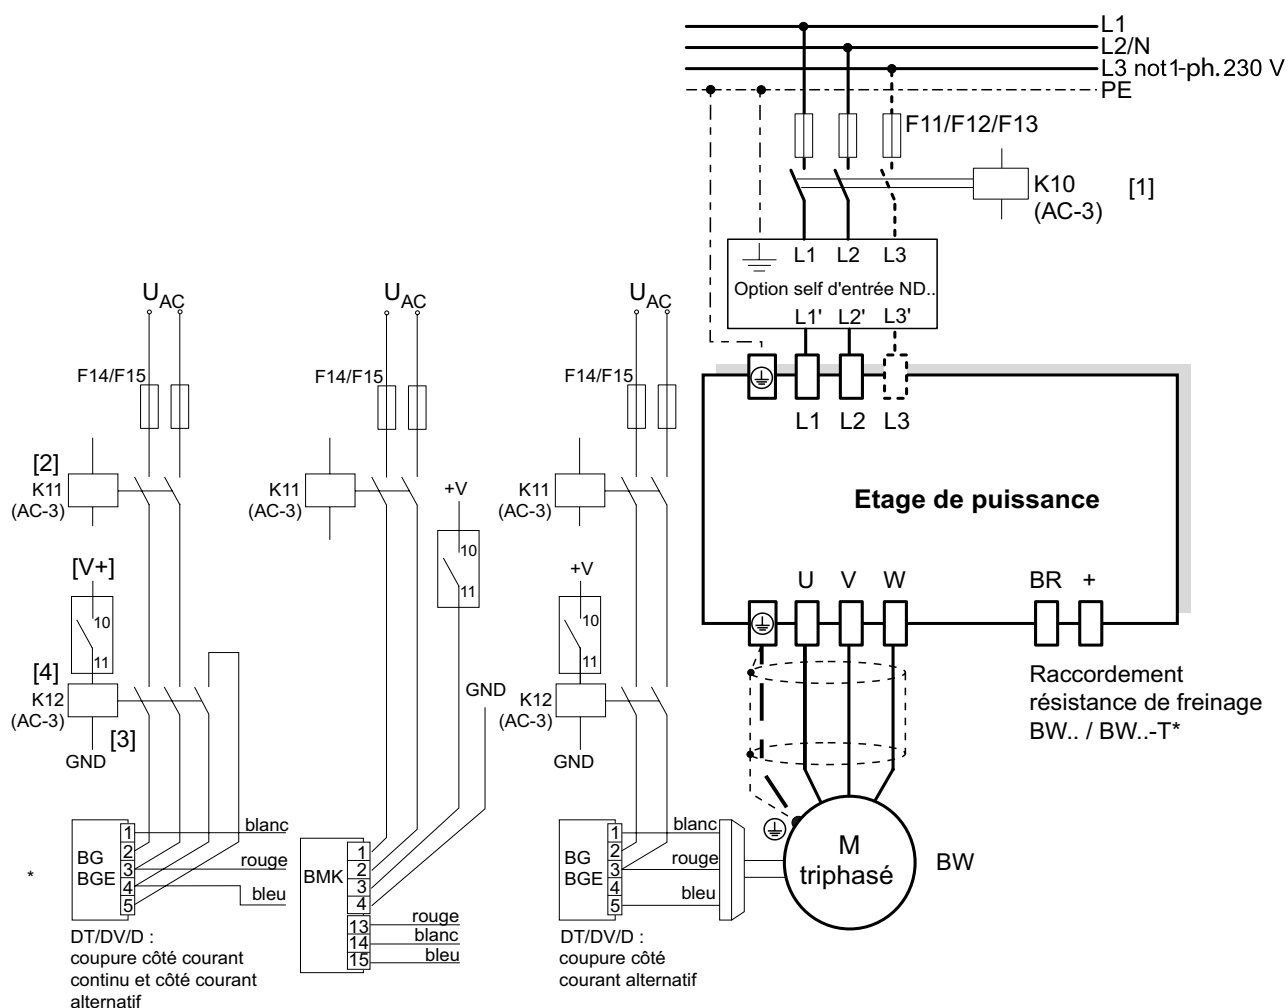 L1
L2/N
L3 not1-ph.230 V
PE
F11/F12/F13
K10
(AC-3)
[1]
L1 L2 L3
Option self d'entrée ND..
L1' L2' L3'
L1 L2 L3
Etage de puissance
U V W
BR +
Raccordement
résistance de freinage
BW.. / BW..-T*
M
triphasé
BW
UAC
F14/F15
[2]
K11
(AC-3)
[V+]
10
11
[4]
K12
(AC-3)
[3]
GND
BG
BGE
1
2
3
4
5
blanc
rouge
bleu
*
DT/DV/D :
coupure côté courant
continu et côté courant
alternatif
UAC
F14/F15
K11
(AC-3)
+V
10
11
GND
BMK
1
2
3
4
13
14
15
rouge
blanc
bleu
UAC
F14/F15
K11
(AC-3)
+V
10
11
K12
(AC-3)
GND
BG
BGE
1
2
3
4
5
blanc
rouge
bleu
DT/DV/D :
coupure côté
courant alternatif